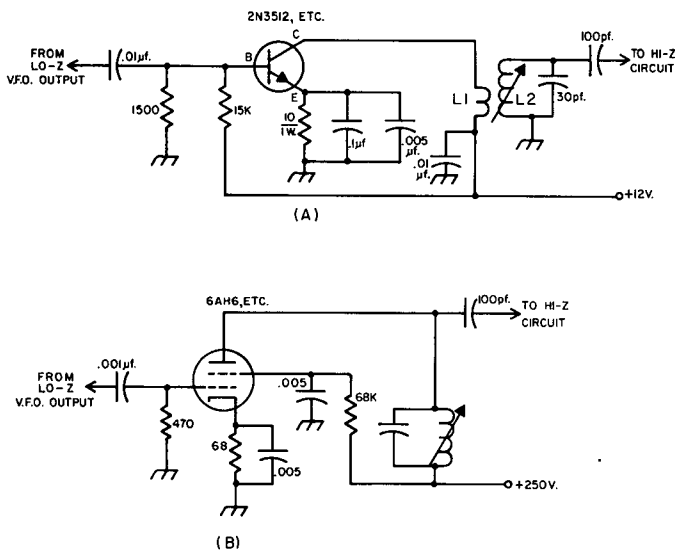 2N3512, ETC.
C
B
E
FROM
LO-Z
V.F.O. OUTPUT
.01µf.
1500
15K
10
1W.
.1µf
.005
µf.
.01
µf.
L1
L2
30pf.
100pf.
TO HI-Z
CIRCUIT
+12V.
(A)
6AH6, ETC.
100pf.
TO HI-Z
CIRCUIT
FROM
LO-Z
V.F.O. OUTPUT
.001µf.
470
68
.005
.005
68K
+250V.
(B)